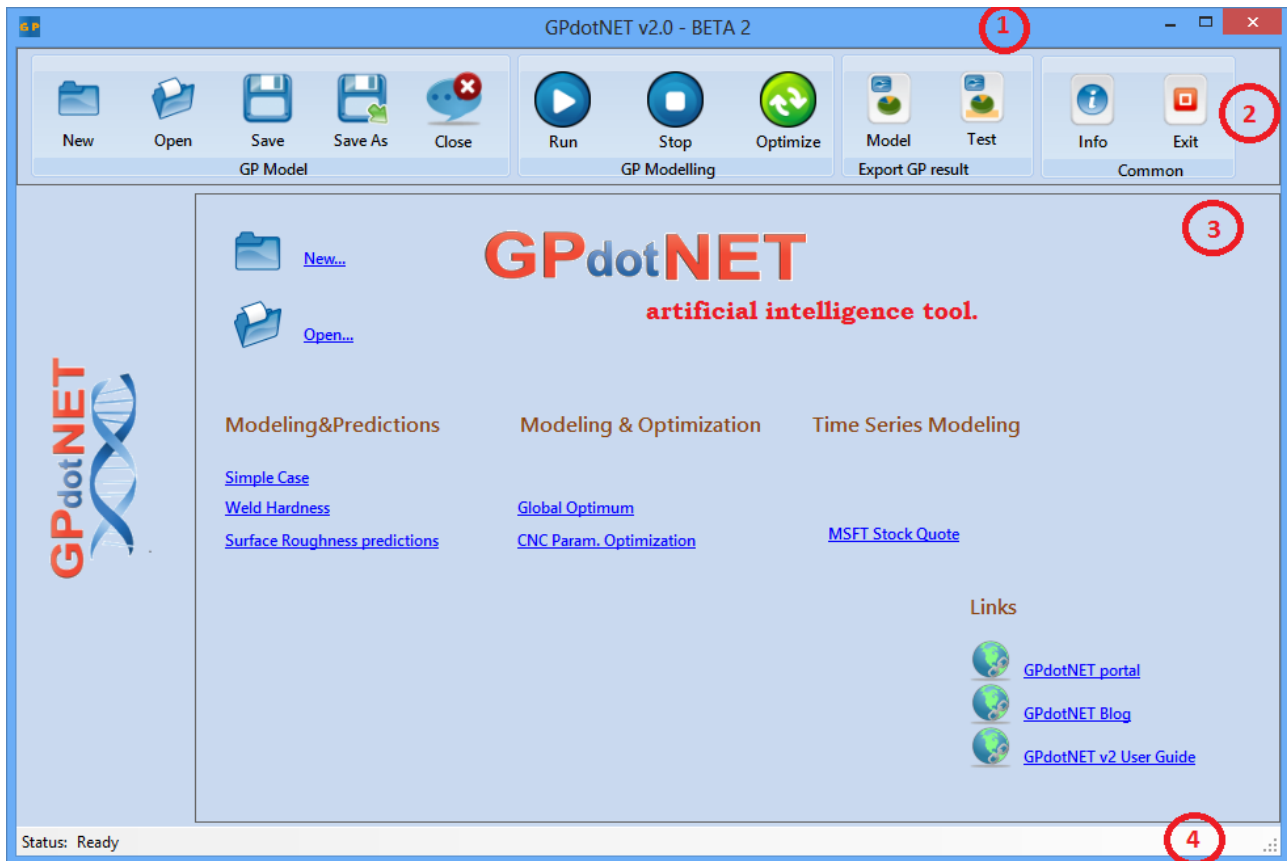 GP
GPdotNET v2.0 - BETA 2
1
New
Open
Save
Save As
Close
Run
Stop
Optimize
Model
Test
Info
Exit
2
GP Model
GP Modelling
Export GP result
Common
3
New...
GPdotNET
artificial intelligence tool.
Open...
GPdotNET
Modeling&Predictions
Modeling & Optimization
Time Series Modeling
Simple Case
Weld Hardness
Global Optimum
Surface Roughness predictions
CNC Param. Optimization
MSFT Stock Quote
Links
GPdotNET portal
GPdotNET Blog
GPdotNET v2 User Guide
Status: Ready
4